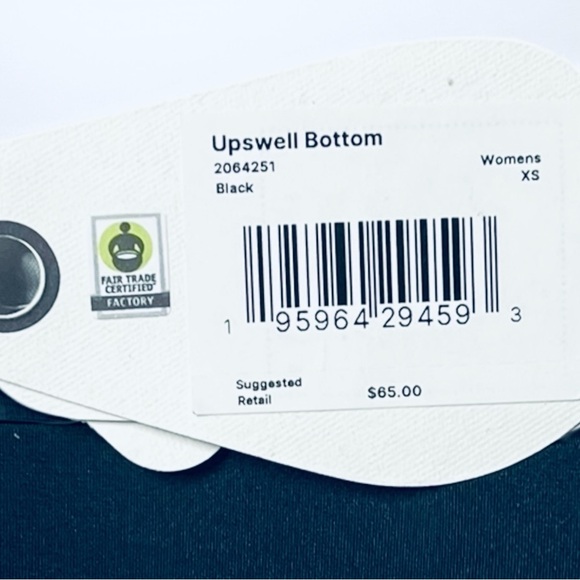 Upswell Bottom
2064251
Black
Womens
XS
FAIR TRADE
CERTIFIED
FACTORY
1 95964 29459 3
Suggested
Retail
$65.00